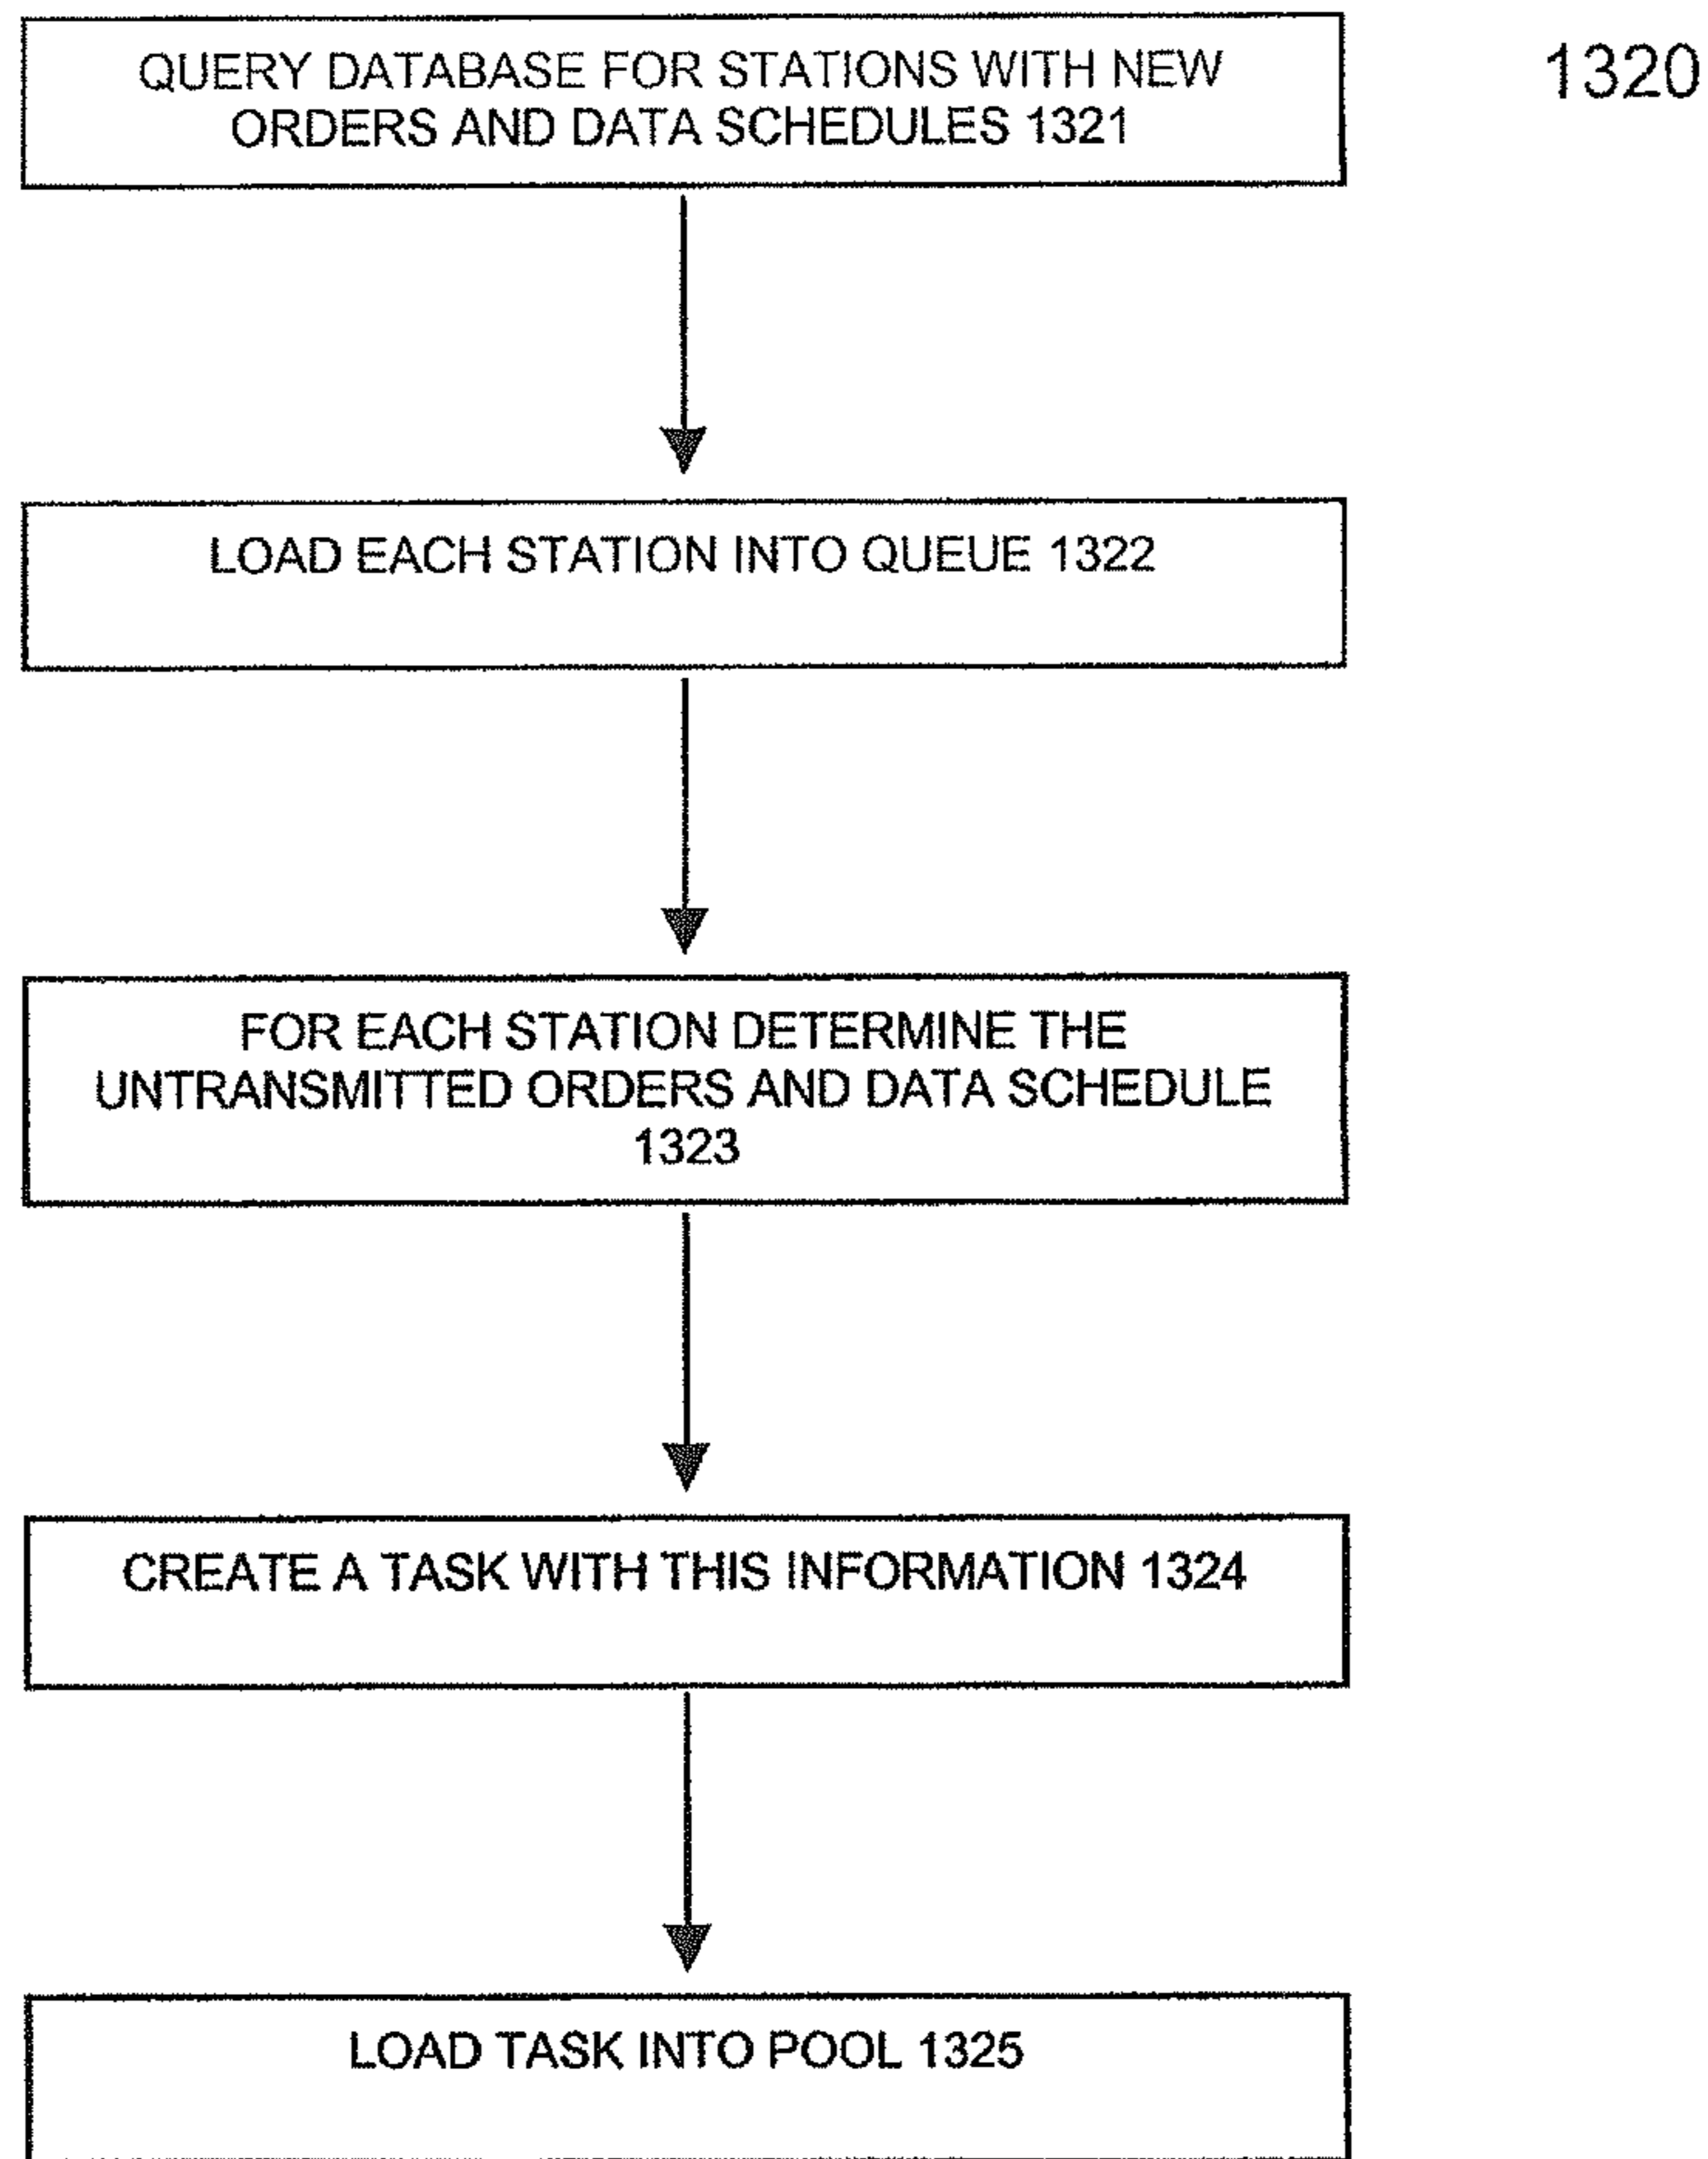 1320
QUERY DATABASE FOR STATIONS WITH NEW
ORDERS AND DATA SCHEDULES 1321
LOAD EACH STATION INTO QUEUE 1322
FOR EACH STATION DETERMINE THE
UNTRANSMITTED ORDERS AND DATA SCHEDULE
1323
CREATE A TASK WITH THIS INFORMATION 1324
LOAD TASK INTO POOL 1325